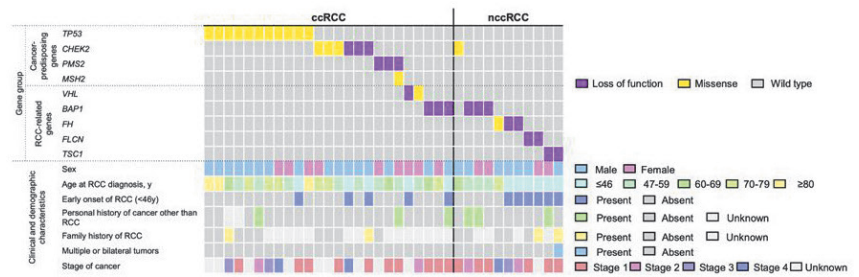 ccRCC nccRCC
TP53
CHEK2
PMS2
MSH2
VHL
BAP1
FH
FLCN
TSC1
Gene group
Cancer-predisposing genes
RCC-related genes
Loss of function Missense Wild type
Clinical and demographic characteristics
Sex
Male Female
Age at RCC diagnosis, y
≤46 47-59 60-69 70-79 ≥80
Early onset of RCC (<46y)
Present Absent
Personal history of cancer other than
RCC
Present Absent Unknown
Family history of RCC
Present Absent Unknown
Multiple or bilateral tumors
Present Absent
Stage of cancer
Stage 1 Stage 2 Stage 3 Stage 4 Unknown